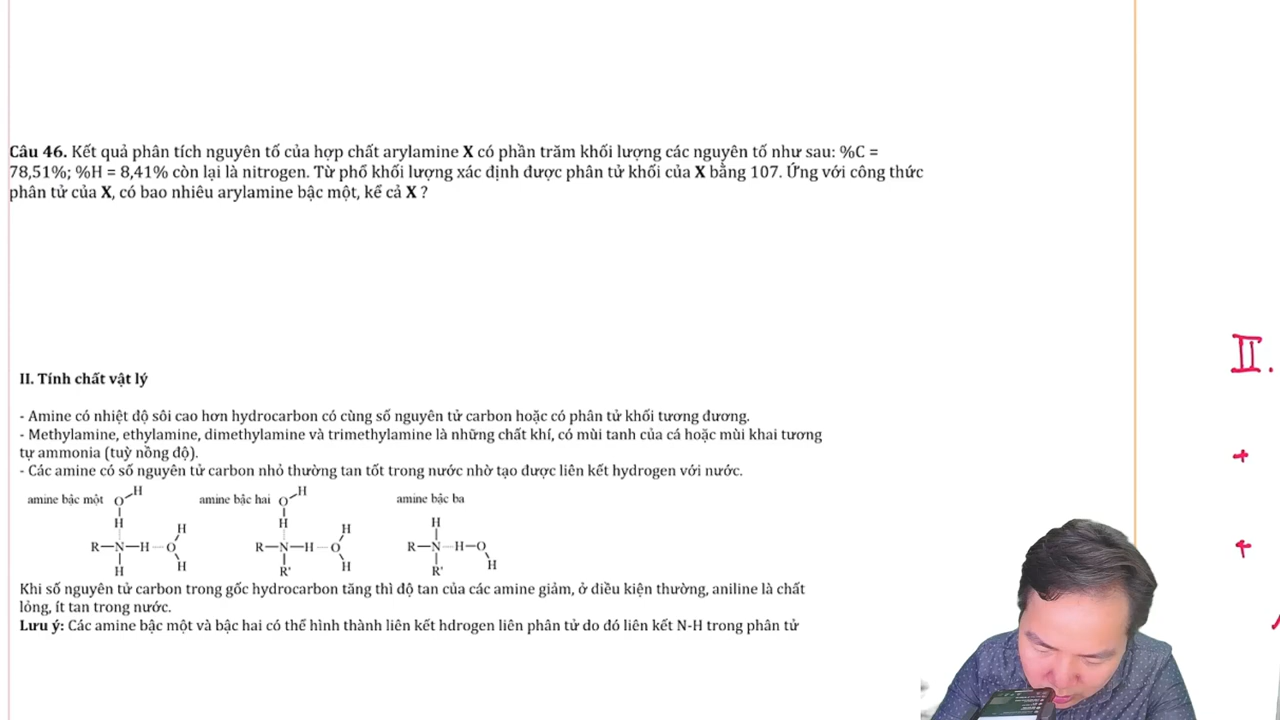 Câu 46. Kết quả phân tích nguyên tố của hợp chất arylamine X có phần trăm khối lượng các nguyên tố như sau: %C =
78,51%; %H = 8,41% còn lại là nitrogen. Từ phổ khối lượng xác định được phân tử khối của X bằng 107. Ứng với công thức
phân tử của X, có bao nhiêu arylamine bậc một, kể cả X ?
II.
II. Tính chất vật lý
- Amine có nhiệt độ sôi cao hơn hydrocarbon có cùng số nguyên tử carbon hoặc có phân tử khối tương đương.
- Methylamine, ethylamine, dimethylamine và trimethylamine là những chất khí, có mùi tanh của cá hoặc mùi khai tương
tự ammonia (tuỳ nồng độ).
+
- Các amine có số nguyên tử carbon nhỏ thường tan tốt trong nước nhờ tạo được liên kết hydrogen với nước.
amine bậc một O H amine bậc hai O H amine bậc ba
H H H
H H
R—N—H O R—N—H O R—N H—O
H H R' H R' H
+
Khi số nguyên tử carbon trong gốc hydrocarbon tăng thì độ tan của các amine giảm, ở điều kiện thường, aniline là chất
lỏng, ít tan trong nước.
Lưu ý: Các amine bậc một và bậc hai có thể hình thành liên kết hdrogen liên phân tử do đó liên kết N-H trong phân tử